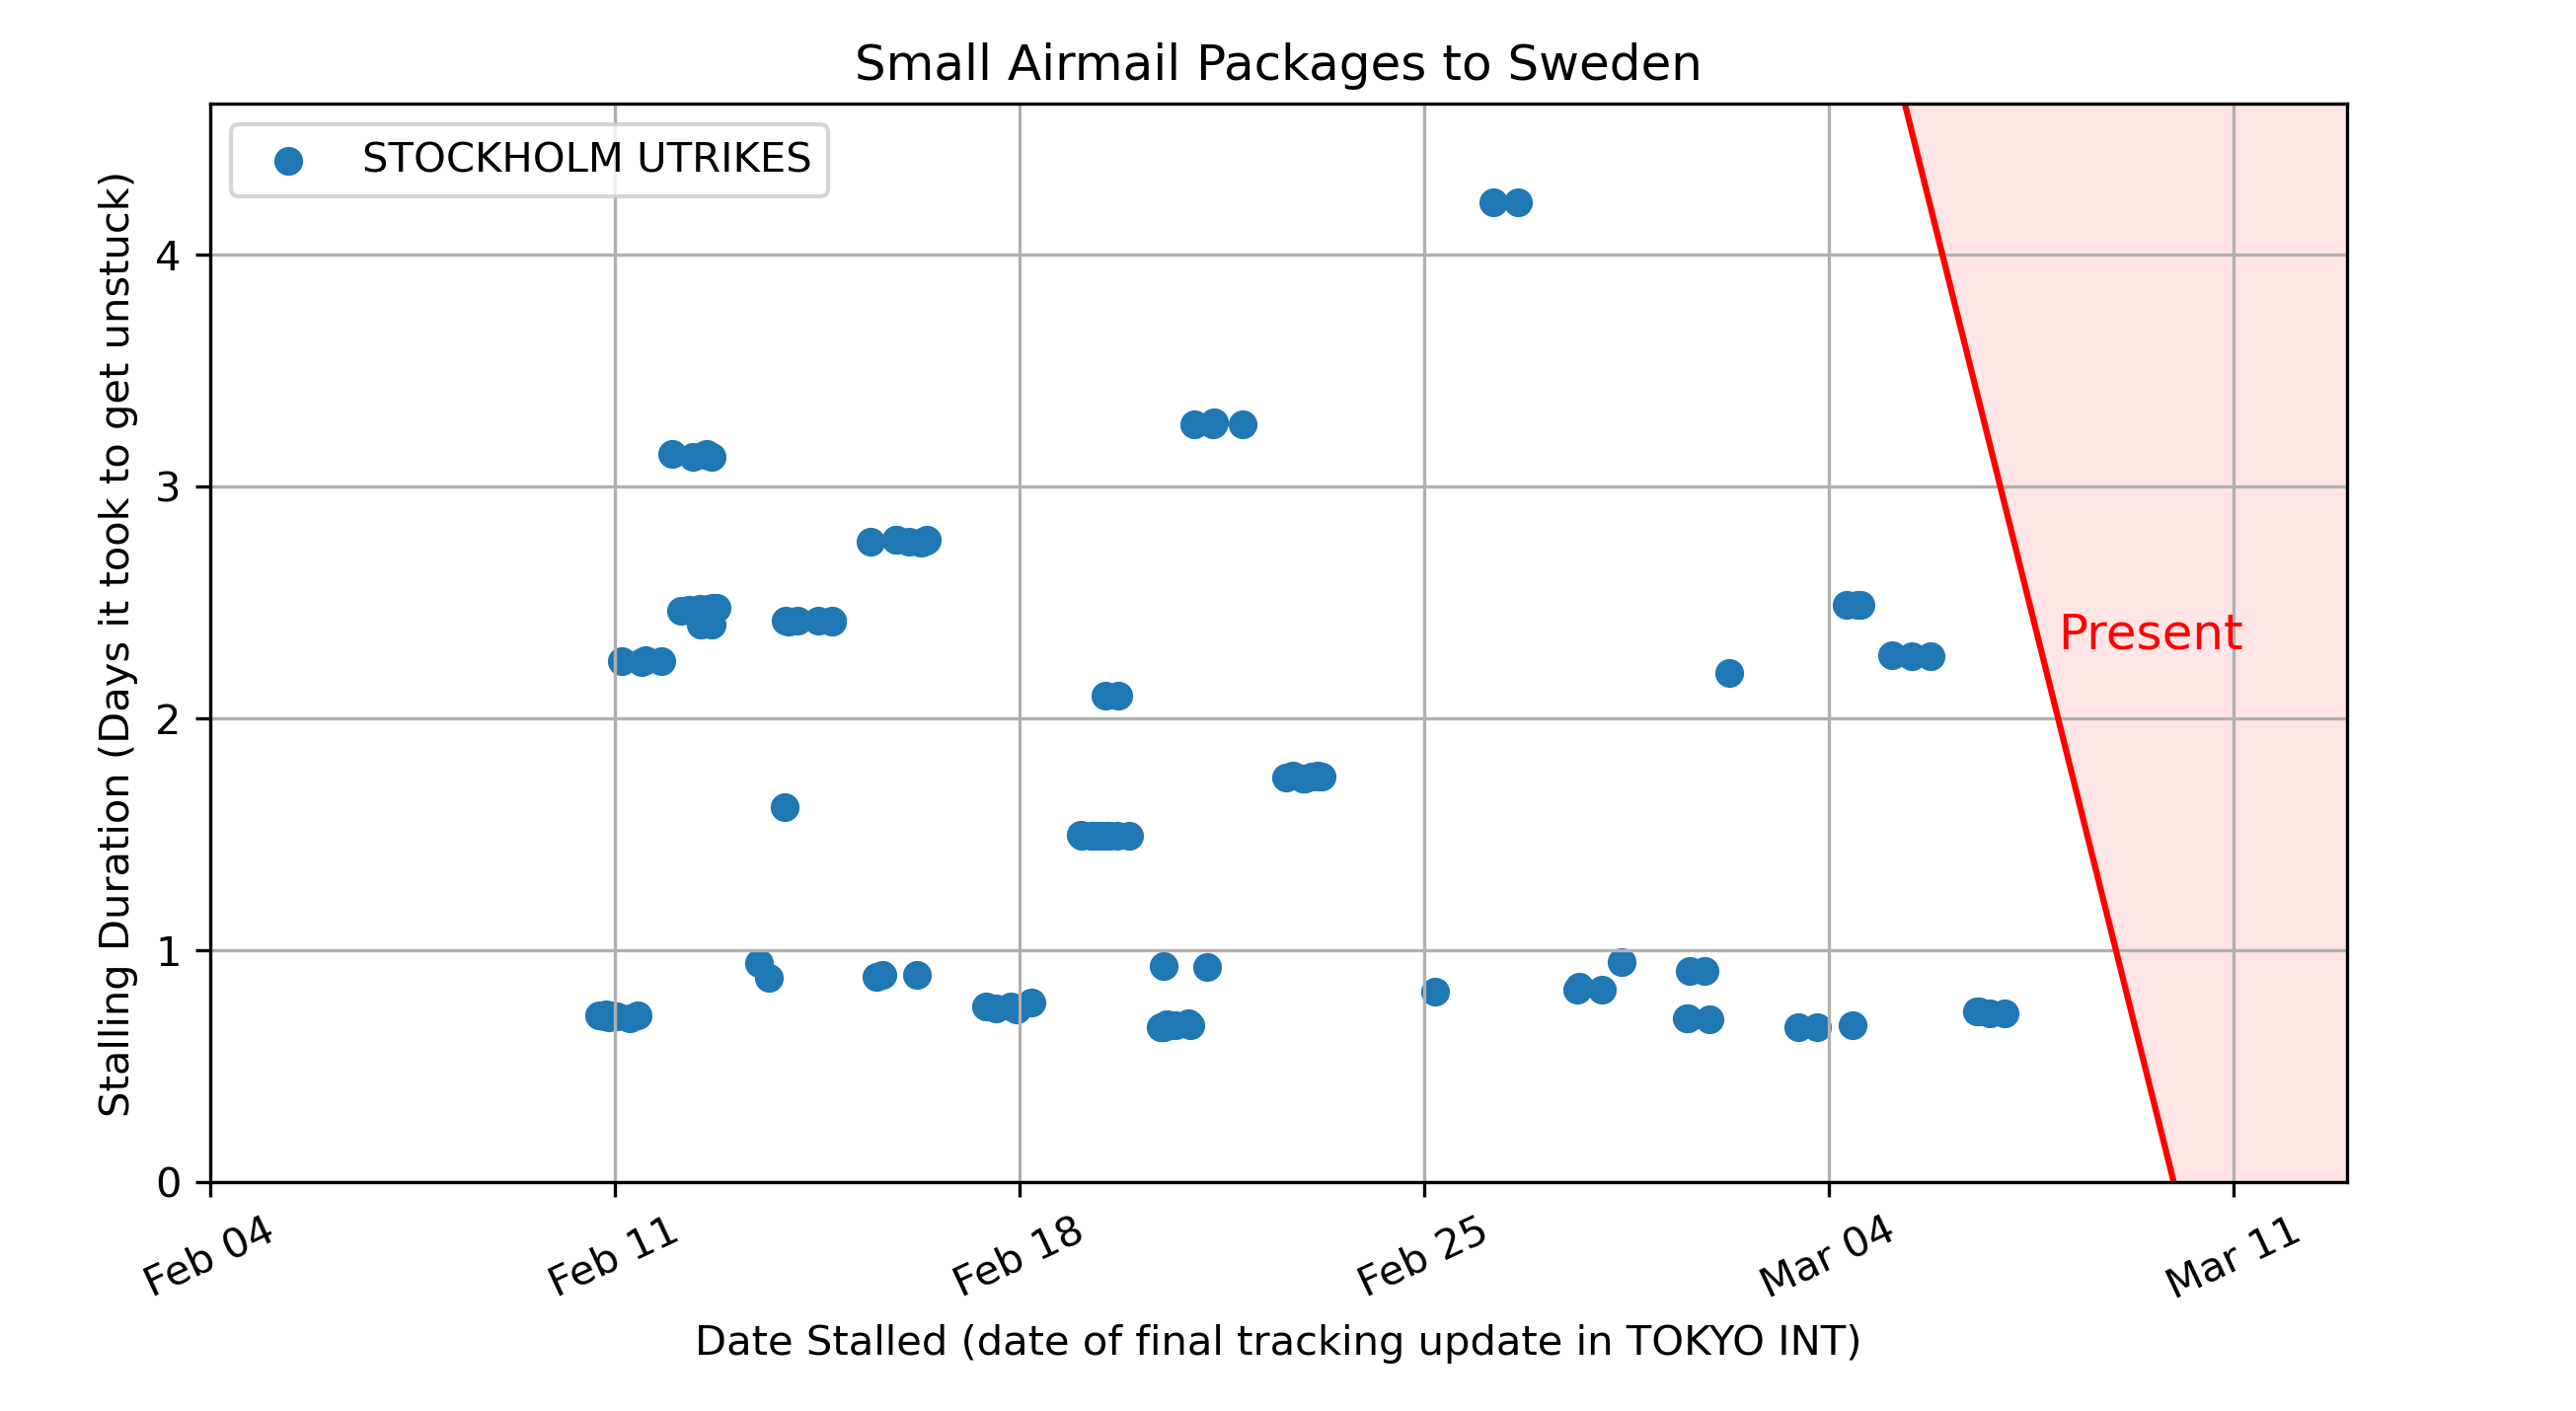 Small Airmail Packages to Sweden
STOCKHOLM UTRIKES
Stalling Duration (Days it took to get unstuck)
4
3
2
1
0
Present
Feb 04
Feb 11
Feb 18
Feb 25
Mar 04
Mar 11
Date Stalled (date of final tracking update in TOKYO INT)